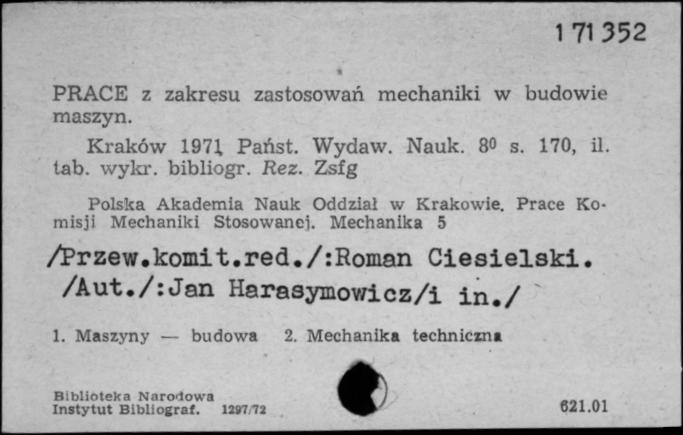 1 71 352
PRACE z zakresu zastosowań mechaniki w budowie
maszyn.
Kraków 1971, Państ. Wydaw. Nauk. 8⁰ s. 170, il.
tab. wykr. bibliogr. Rez. Zsfg
Polska Akademia Nauk Oddział w Krakowie. Prace Ko-
misji Mechaniki Stosowanej. Mechanika 5
/Przew.komit.red./:Roman Ciesielski.
/Aut./:Jan Harasymowicz/i in./
1. Maszyny — budowa 2. Mechanika techniczna
Biblioteka Narodowa
Instytut Bibliograf. 1297/72
621.01